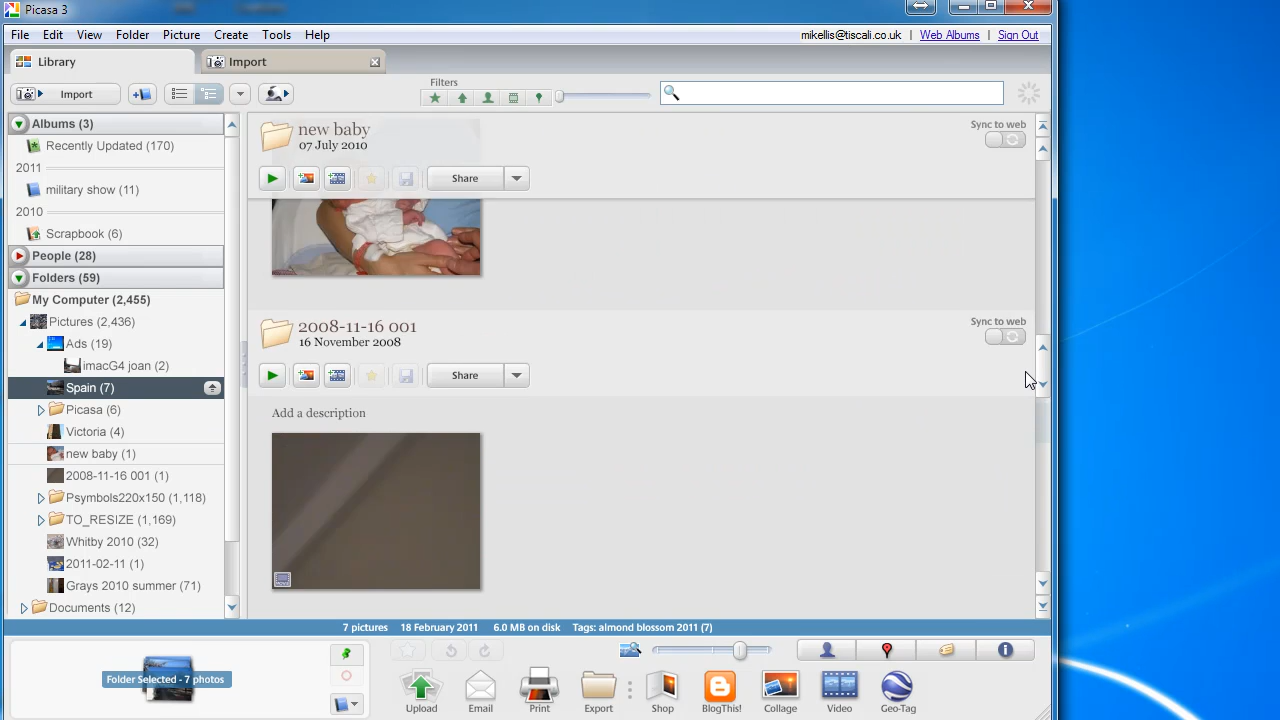 Picasa 3
File Edit View Folder Picture Create Tools Help
mikellis@tiscali.co.uk | Web Albums | Sign Out
Library
Import
Import
Filters
Albums (3)
Recently Updated (170)
2011
military show (11)
2010
Scrapbook (6)
People (28)
Folders (59)
My Computer (2,455)
Pictures (2,436)
Ads (19)
imacG4 joan (2)
Spain (7)
Picasa (6)
Victoria (4)
new baby (1)
2008-11-16 001 (1)
Psymbols220x150 (1,118)
TO_RESIZE (1,169)
Whitby 2010 (32)
2011-02-11 (1)
Grays 2010 summer (71)
Documents (12)
new baby
07 July 2010
Sync to web
Share
2008-11-16 001
16 November 2008
Sync to web
Share
Add a description
7 pictures 18 February 2011 6.0 MB on disk Tags: almond blossom 2011 (7)
Folder Selected - 7 photos
Upload Email Print Export Shop BlogThis! Collage Video Geo-Tag